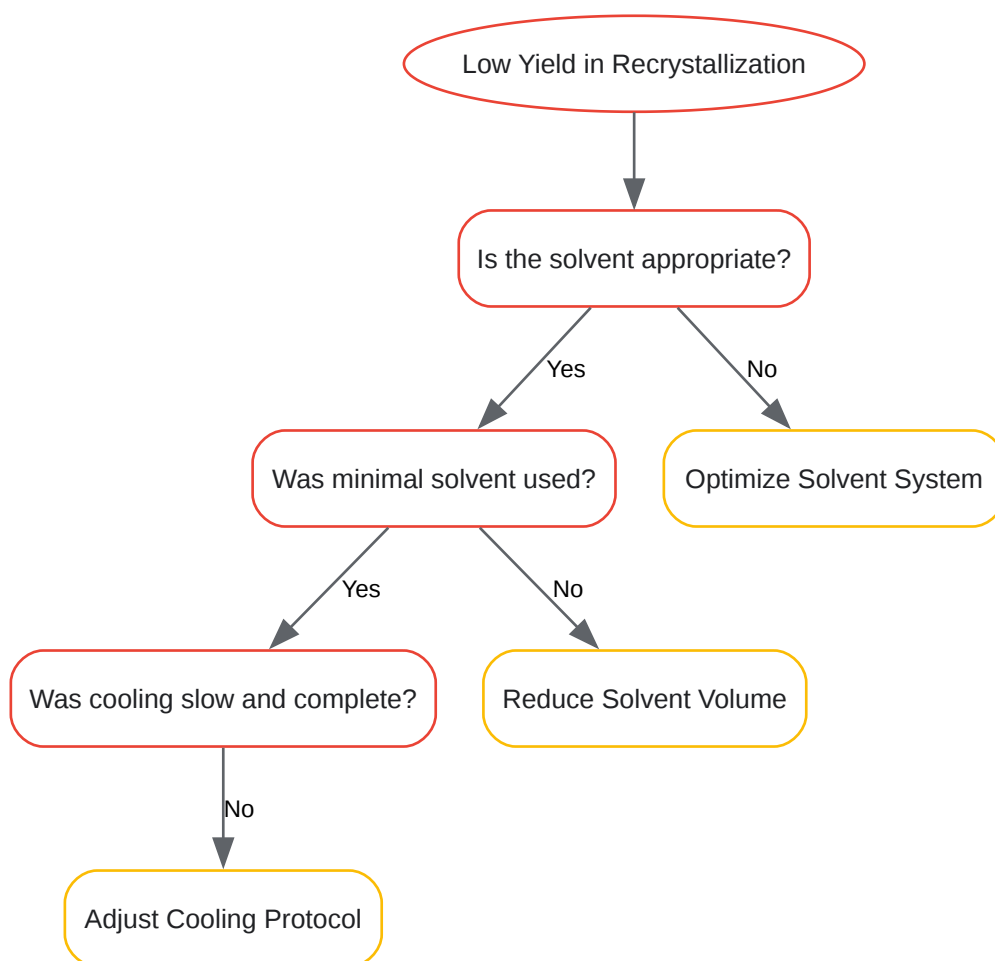 Low Yield in Recrystallization
Is the solvent appropriate?
Yes
No
Was minimal solvent used?
Optimize Solvent System
Yes
No
Was cooling slow and complete?
Reduce Solvent Volume
No
Adjust Cooling Protocol